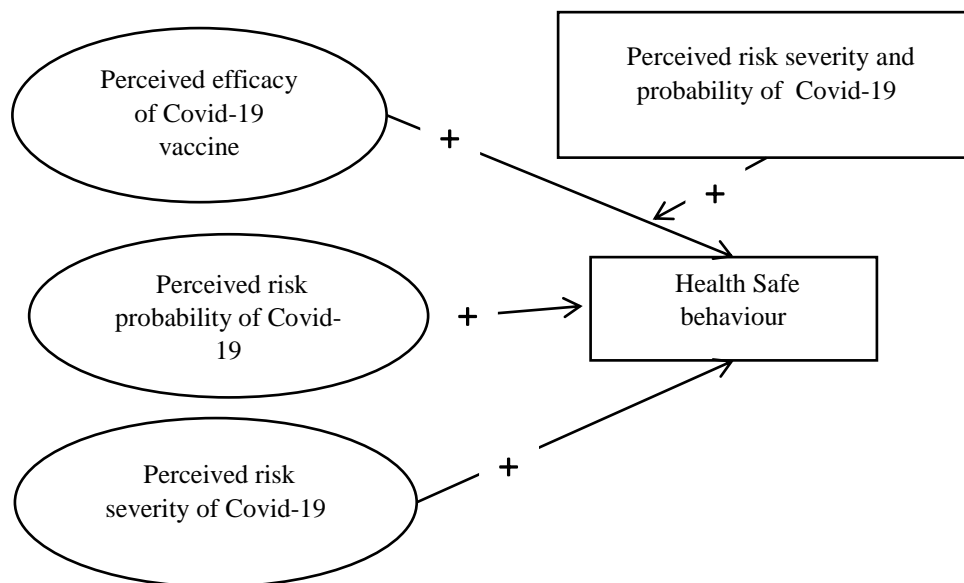 Perceived efficacy
of Covid-19
vaccine
+
Perceived risk severity and
probability of Covid-19
+
Perceived risk
probability of Covid-
19
+
Health Safe
behaviour
Perceived risk
severity of Covid-19
+